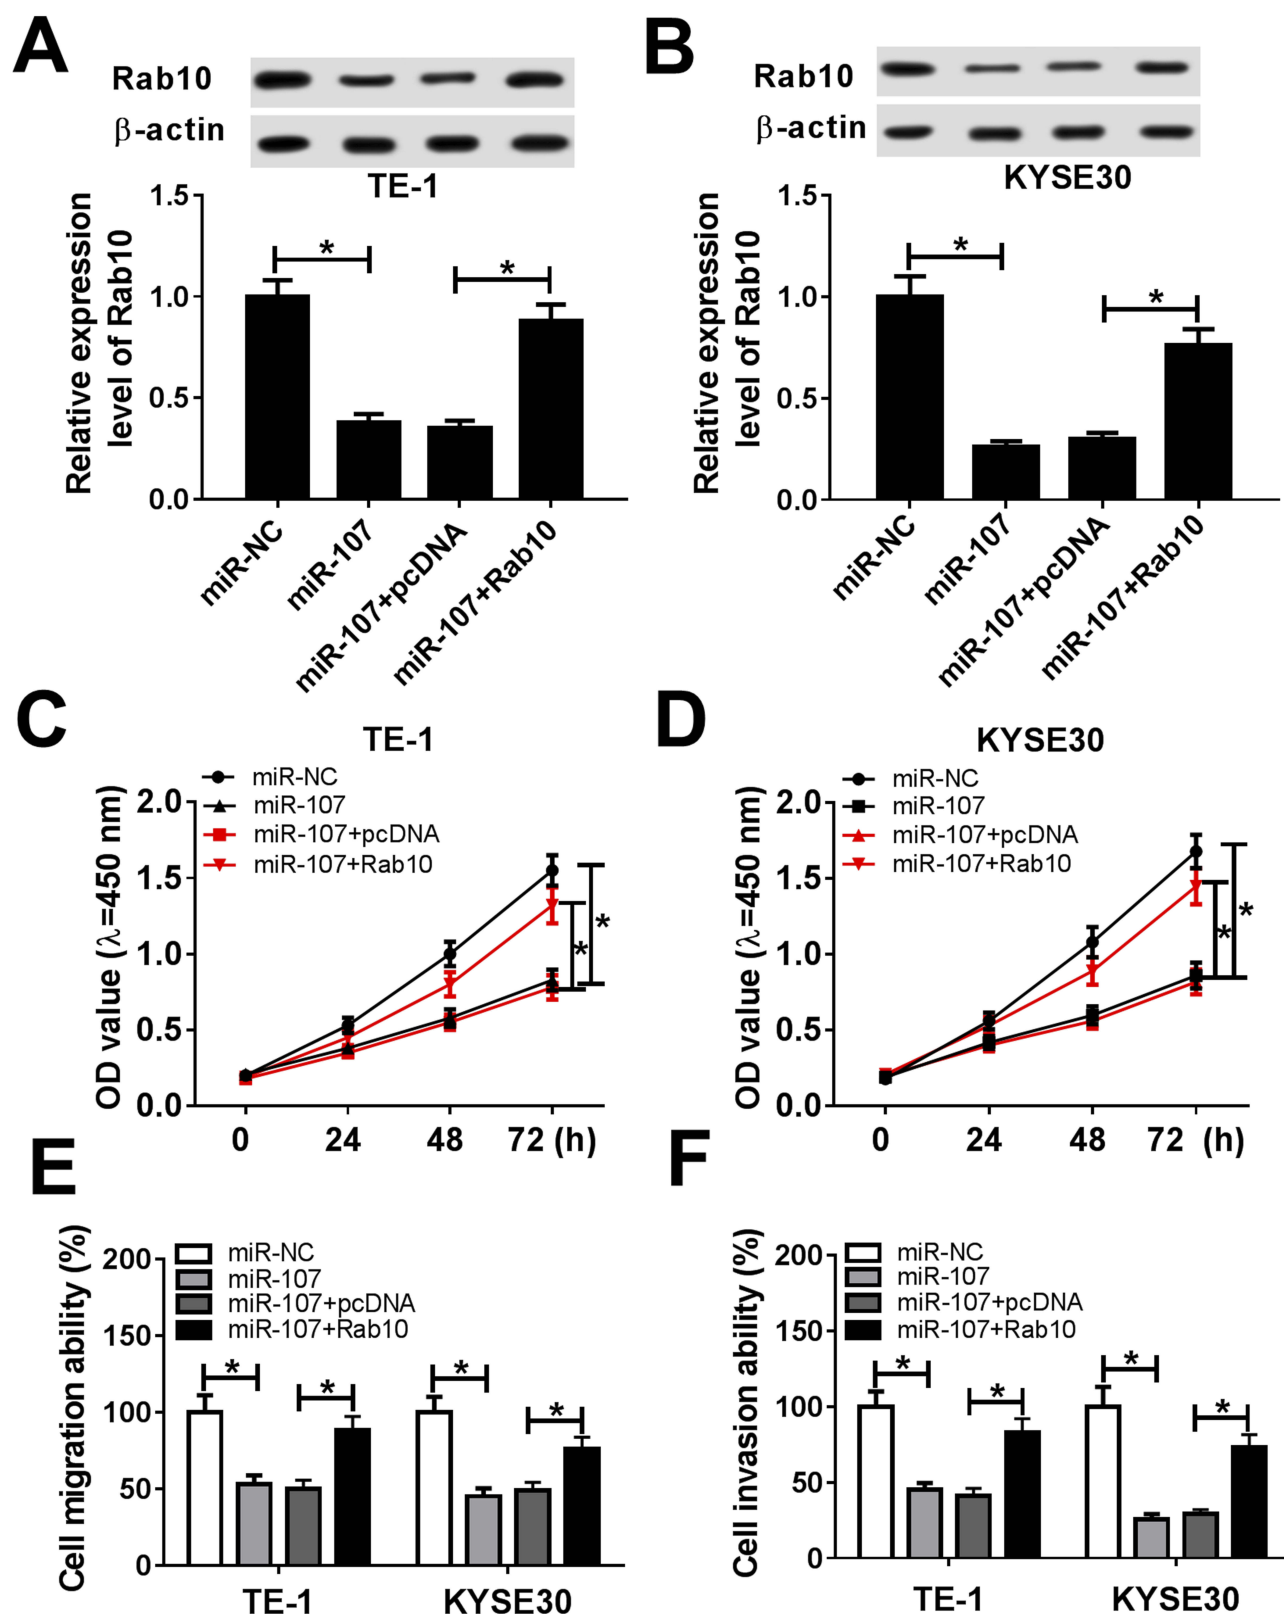 A
Rab10
β-actin
TE-1
Relative expression
level of Rab10
1.5
1.0
0.5
0.0
*
*
miR-NC
miR-107
miR-107+pcDNA
miR-107+Rab10
B
Rab10
β-actin
KYSE30
Relative expression
level of Rab10
1.5
1.0
0.5
0.0
*
*
miR-NC
miR-107
miR-107+pcDNA
miR-107+Rab10
C
TE-1
miR-NC
miR-107
miR-107+pcDNA
miR-107+Rab10
OD value (λ=450 nm)
2.0
1.5
1.0
0.5
0.0
*
*
0 24 48 72 (h)
D
KYSE30
miR-NC
miR-107
miR-107+pcDNA
miR-107+Rab10
OD value (λ=450 nm)
2.0
1.5
1.0
0.5
0.0
*
*
0 24 48 72 (h)
E
miR-NC
miR-107
miR-107+pcDNA
miR-107+Rab10
Cell migration ability (%)
200
150
100
50
0
* * * *
TE-1 KYSE30
F
miR-NC
miR-107
miR-107+pcDNA
miR-107+Rab10
Cell invasion ability (%)
200
150
100
50
0
* * * *
TE-1 KYSE30